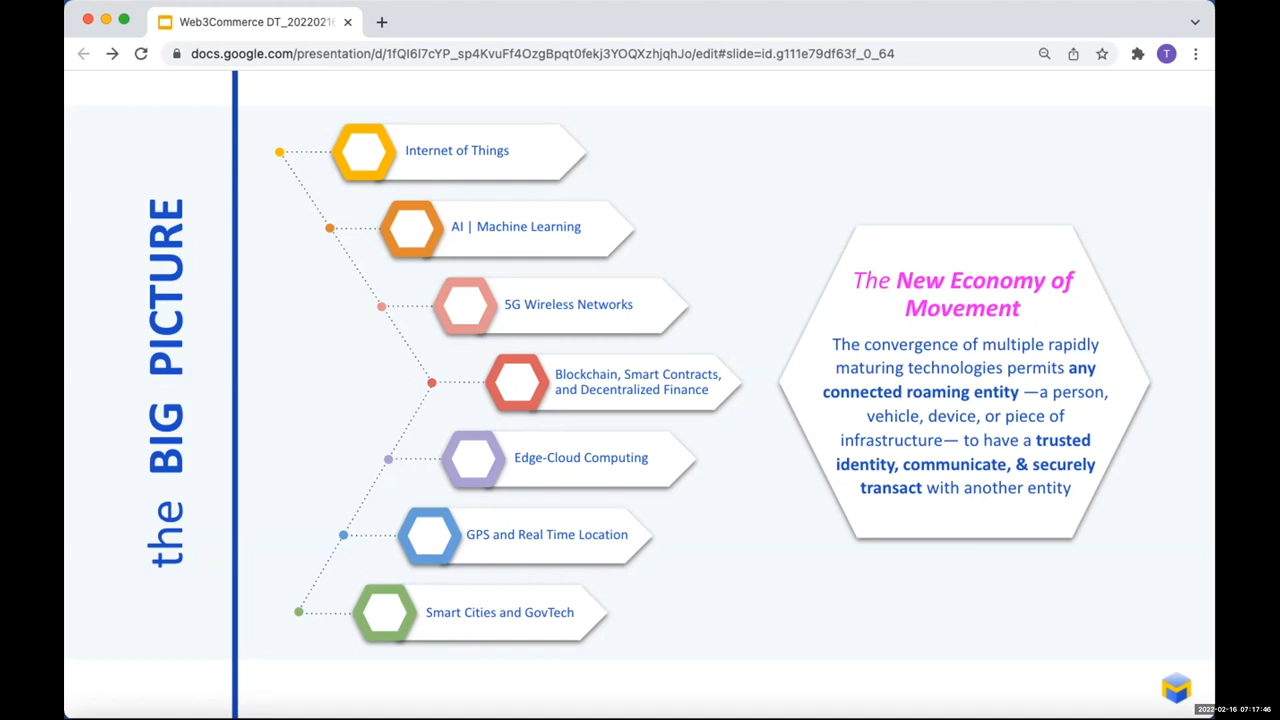 Web3Commerce DT_2022021
docs.google.com/presentation/d/1fQI6l7cYP_sp4KvuFf4OzgBpqt0fekj3YOQXzhjqhJo/edit#slide=id.g111e79df63f_0_64
T
the BIG PICTURE
Internet of Things
AI | Machine Learning
5G Wireless Networks
Blockchain, Smart Contracts,
and Decentralized Finance
Edge-Cloud Computing
GPS and Real Time Location
Smart Cities and GovTech
The New Economy of
Movement
The convergence of multiple rapidly
maturing technologies permits any
connected roaming entity —a person,
vehicle, device, or piece of
infrastructure— to have a trusted
identity, communicate, & securely
transact with another entity
2022-02-16 07:17:46